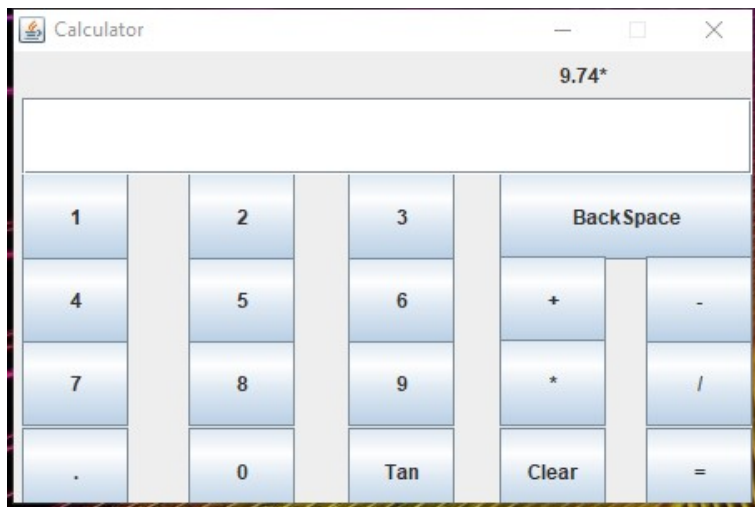 Calculator
9.74*
1 2 3 BackSpace
4 5 6 + -
7 8 9 * /
. 0 Tan Clear =